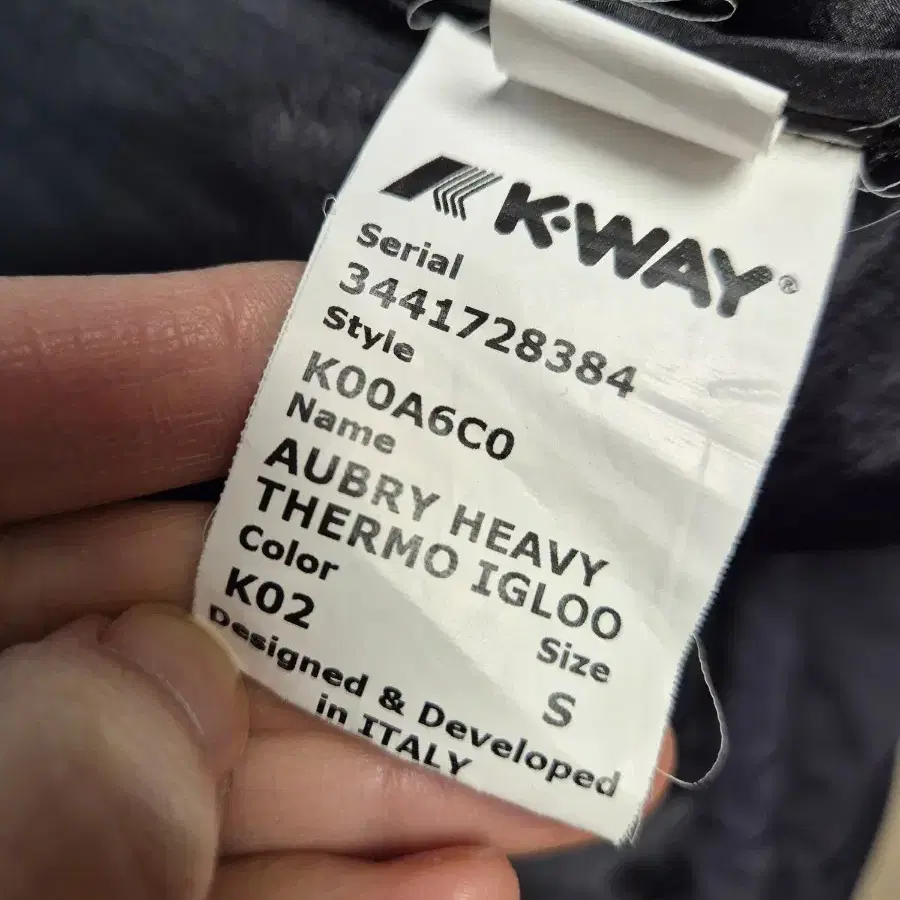 K·WAY®
Serial
3441728384
Style
K00A6C0
Name
AUBRY HEAVY
THERMO IGLOO
Color
K02
Size
S
Designed & Developed
in ITALY